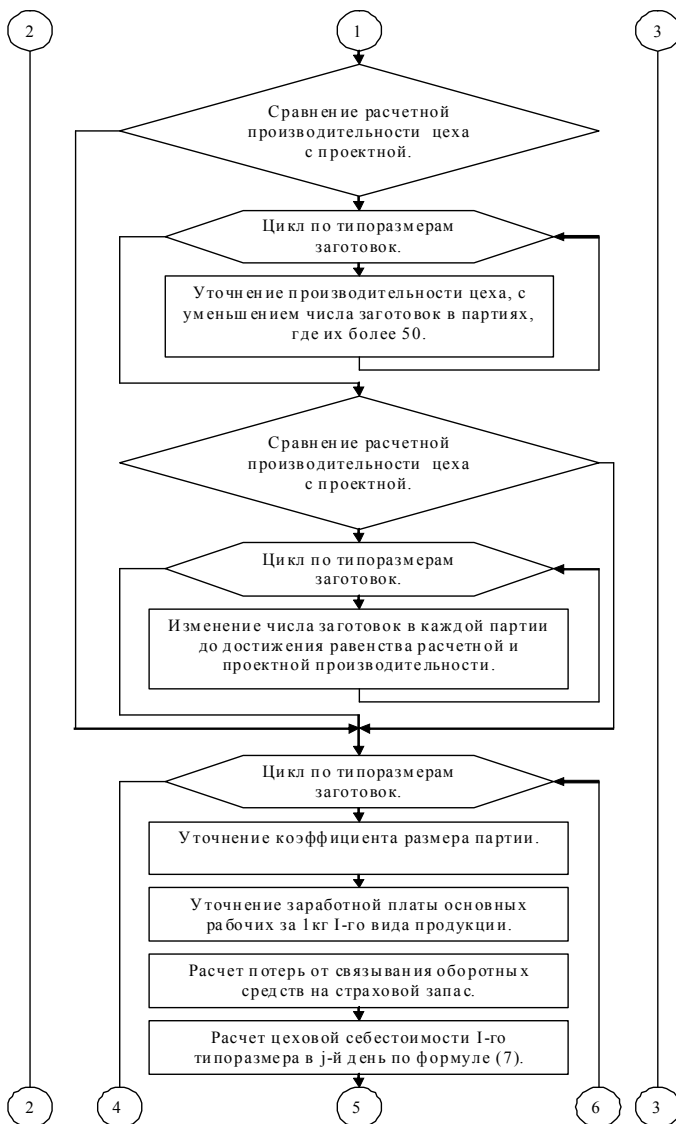 2
1
3
Сравнение расчетной
производительности цеха
с проектной.
Цикл по типоразмерам
заготовок.
Уточнение производительности цеха, с
уменьшением числа заготовок в партиях,
где их более 50.
Сравнение расчетной
производительности цеха
с проектной.
Цикл по типоразмерам
заготовок.
Изменение числа заготовок в каждой партии
до достижения равенства расчетной и
проектной производительности.
Цикл по типоразмерам
заготовок.
Уточнение коэффициента размера партии.
Уточнение заработной платы основных
рабочих за 1кг I-го вида продукции.
Расчет потерь от связывания оборотных
средств на страховой запас.
Расчет цеховой себестоимости I-го
типоразмера в j-й день по формуле (7).
2
4
5
6
3